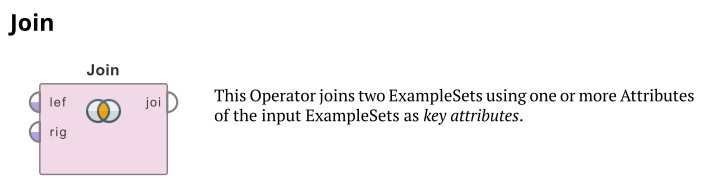 Join
Join
lef
joi
rig
This Operator joins two ExampleSets using one or more Attributes
of the input ExampleSets as key attributes.